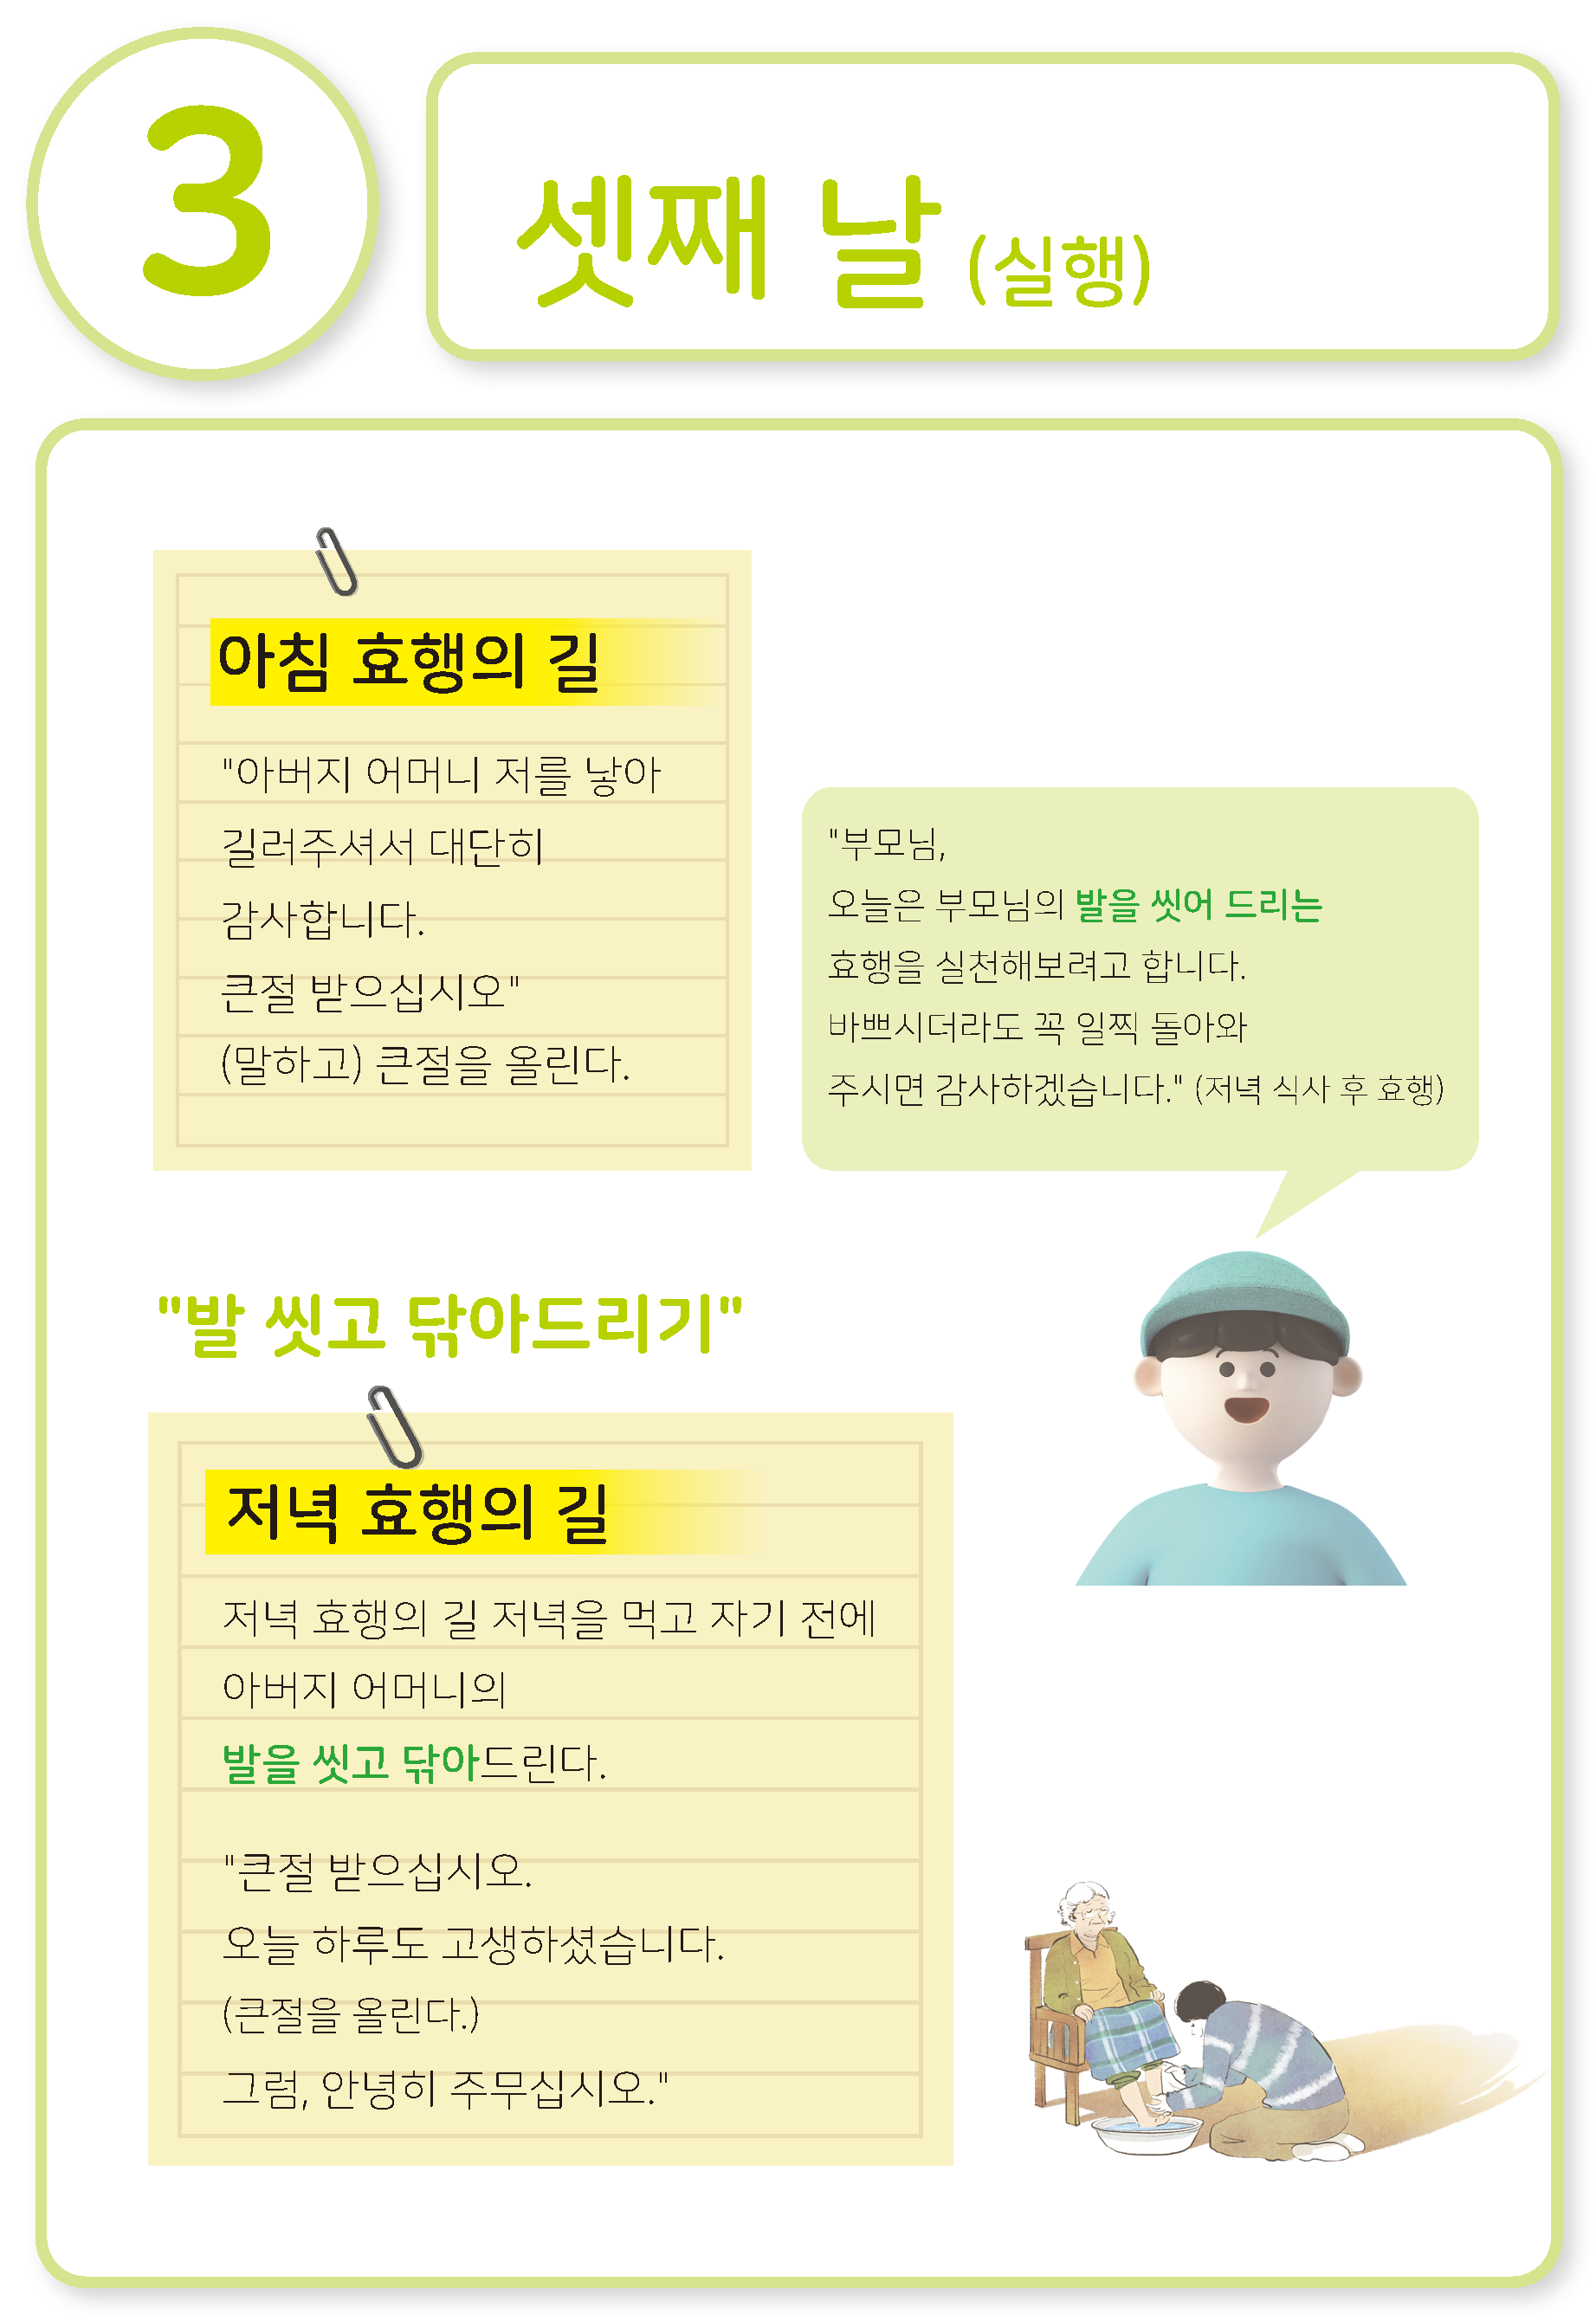 3
셋째 날 (실행)
아침 효행의 길
"아버지 어머니 저를 낳아
길러주셔서 대단히
감사합니다.
큰절 받으십시오"
(말하고) 큰절을 올린다.
"부모님,
오늘은 부모님의 발을 씻어 드리는
효행을 실천해보려고 합니다.
바쁘시더라도 꼭 일찍 돌아와
주시면 감사하겠습니다." (저녁 식사 후 효행)
"발 씻고 닦아드리기"
저녁 효행의 길
저녁 효행의 길 저녁을 먹고 자기 전에
아버지 어머니의
발을 씻고 닦아드린다.
"큰절 받으십시오.
오늘 하루도 고생하셨습니다.
(큰절을 올린다.)
그럼, 안녕히 주무십시오."